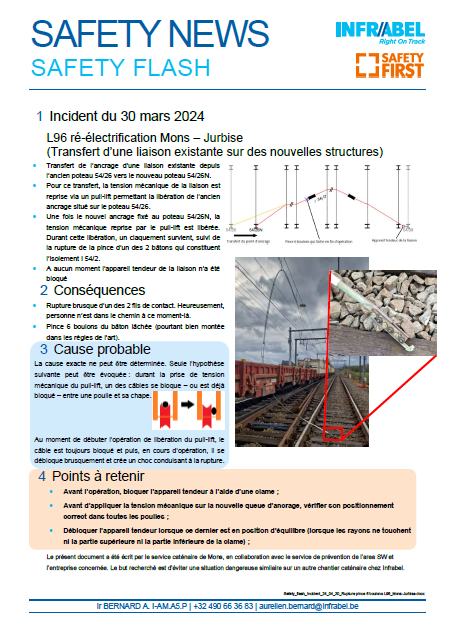 SAFETY NEWS
INFRABEL
Right On Track
SAFETY FLASH
SAFETY
FIRST
1 Incident du 30 mars 2024
L96 ré-électrification Mons – Jurbise
(Transfert d'une liaison existante sur des nouvelles structures)
• Transfert de l'ancrage d'une liaison existante depuis
l'ancien poteau 54/26 vers le nouveau poteau 54/26N.
• Pour ce transfert, la tension mécanique de la liaison est
reprise via un pull-lift permettant la libération de l'ancien
ancrage situé sur le poteau 54/26.
• Une fois le nouvel ancrage fixé au poteau 54/26N, la
tension mécanique reprise par le pull-lift est libérée.
Durant cette libération, un claquement survient, suivi de
la rupture de la pince d'un des 2 bâtons qui constituent
l'isolement I 54/2.
• A aucun moment l'appareil tendeur de la liaison n'a été
bloqué
54/26N
I 54/2
Transfert du point d'ancrage
Pince 6 boulons qui lâche en fin d'opération
Appareil tendeur de la liaison
2 Conséquences
• Rupture brusque d'un des 2 fils de contact. Heureusement,
personne n'est dans le chemin à ce moment-là.
• Pince 6 boulons du bâton lâchée (pourtant bien montée
dans les règles de l'art).
3 Cause probable
La cause exacte ne peut être déterminée. Seule l'hypothèse
suivante peut être évoquée : durant la prise de tension
mécanique du pull-lift, un des câbles se bloque – ou est déjà
bloqué – entre une poulie et sa chape.
Au moment de débuter l'opération de libération du pull-lift, le
câble est toujours bloqué et puis, en cours d'opération, il se
débloque brusquement et crée un choc conduisant à la rupture.
4 Points à retenir
• Avant l'opération, bloquer l'appareil tendeur à l'aide d'une clame ;
• Avant d'appliquer la tension mécanique sur la nouvelle queue d'ancrage, vérifier son positionnement
correct dans toutes les poulies ;
• Débloquer l'appareil tendeur lorsque ce dernier est en position d'équilibre (lorsque les rayons ne touchent
ni la partie supérieure ni la partie inférieure de la clame) ;
Le présent document a été écrit par le service caténaire de Mons, en collaboration avec le service de prévention de l'area SW et
l'entreprise concernée. Le but recherché est d'éviter une situation dangereuse similaire sur un autre chantier caténaire chez Infrabel.
Ir BERNARD A. I-AM.A5.P | +32 490 66 36 83 | aurelien.bernard@infrabel.be